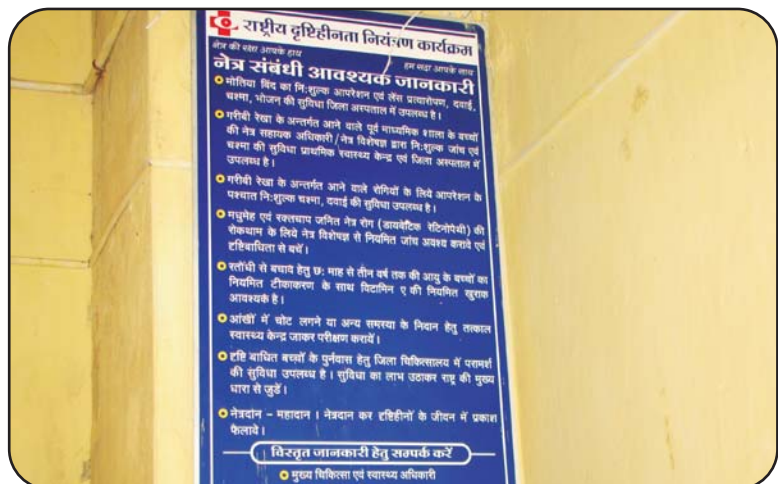 राष्ट्रीय दृष्टिहीनता नियंत्रण कार्यक्रम
नेत्र की रक्षा आपके हाथ हम सदा आपके साथ
नेत्र संबंधी आवश्यक जानकारी
मोतिया बिंद का नि:शुल्क आपरेशन एवं लेंस प्रत्यारोपण, दवाई,
चश्मा, भोजन की सुविधा जिला अस्पताल में उपलब्ध है।
गरीबी रेखा के अन्तर्गत आने वाले पूर्व माध्यमिक शाला के बच्चों
की नेत्र सहायक अधिकारी/नेत्र विशेषज्ञ द्वारा नि:शुल्क जांच एवं
चश्मा की सुविधा प्राथमिक स्वास्थ्य केन्द्र एवं जिला अस्पताल में
उपलब्ध है।
गरीबी रेखा के अन्तर्गत आने वाले रोगियों के लिये आपरेशन के
पश्चात नि:शुल्क चश्मा, दवाई की सुविधा उपलब्ध है।
मधुमेह एवं रक्तचाप जनित नेत्र रोग (डायबेटिक रेटिनोपेथी) की
रोकथाम के लिये नेत्र विशेषज्ञ से नियमित जांच अवश्य करावे एवं
दृष्टिबाधिता से बचें।
रतौंधी से बचाव हेतु छ: माह से तीन वर्ष तक की आयु के बच्चों का
नियमित टीकाकरण के साथ विटामिन ए की नियमित खुराक
आवश्यक है।
आंखों में चोट लगने या अन्य समस्या के निदान हेतु तत्काल
स्वास्थ्य केन्द्र जाकर परीक्षण करायें।
दृष्टि बाधित बच्चों के पुर्नवास हेतु जिला चिकित्सालय में परामर्श
की सुविधा उपलब्ध है। सुविधा का लाभ उठाकर राष्ट्र की मुख्य
धारा से जुडें।
नेत्रदान – महादान। नेत्रदान कर दृष्टिहीनों के जीवन में प्रकाश
फैलावे।
विस्तृत जानकारी हेतु सम्पर्क करें
मुख्य चिकित्सा एवं स्वास्थ्य अधिकारी